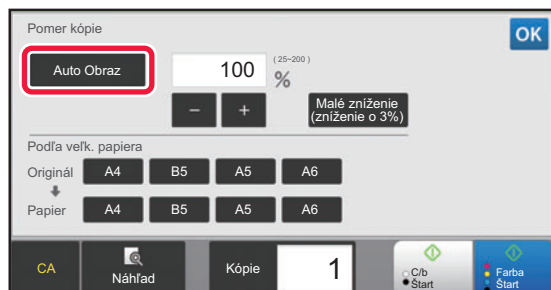 Pomer kópie
OK
Auto Obraz
100
(25~200)
%
−
+
Malé zníženie
(zníženie o 3%)
Podľa veľk. papiera
Originál A4 B5 A5 A6
Papier A4 B5 A5 A6
CA
Náhľad
Kópie
1
C/b
Štart
Farba
Štart